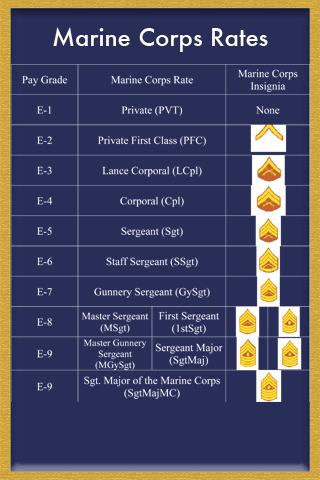 Marine Corps Rates
Pay Grade Marine Corps Rate Marine Corps
Insignia
E-1 Private (PVT) None
E-2 Private First Class (PFC)
E-3 Lance Corporal (LCpl)
E-4 Corporal (Cpl)
E-5 Sergeant (Sgt)
E-6 Staff Sergeant (SSgt)
E-7 Gunnery Sergeant (GySgt)
E-8 Master Sergeant
(MSgt) First Sergeant
(1stSgt)
E-9 Master Gunnery
Sergeant
(MGySgt) Sergeant Major
(SgtMaj)
E-9 Sgt. Major of the Marine Corps
(SgtMajMC)